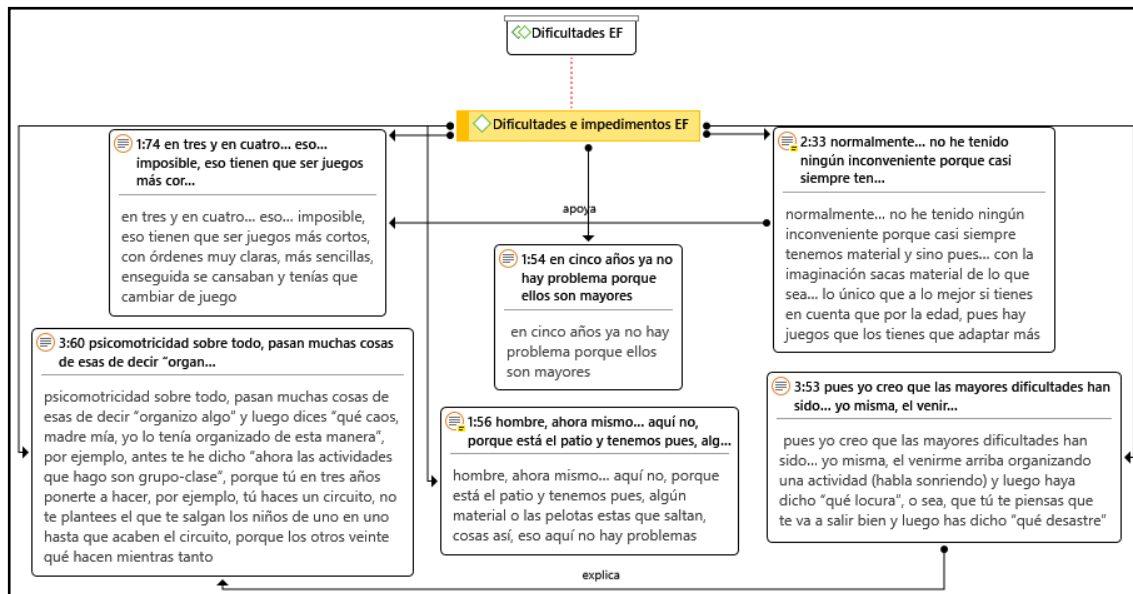 Dificultades EF
Dificultades e impedimentos EF
1:74 en tres y en cuatro... eso...
imposible, eso tienen que ser juegos
más cor...
en tres y en cuatro... eso... imposible,
eso tienen que ser juegos más cortos,
con órdenes muy claras, más sencillas,
enseguida se cansaban y tenías que
cambiar de juego
apoya
2:33 normalmente... no he tenido
ningún inconveniente porque casi
siempre ten...
normalmente... no he tenido ningún
inconveniente porque casi siempre
tenemos material y sino pues... con la
imaginación sacas material de lo que
sea... lo único que a lo mejor si tienes
en cuenta que por la edad, pues hay
juegos que los tienes que adaptar más
1:54 en cinco años ya no
hay problema porque
ellos son mayores
en cinco años ya no hay
problema porque ellos
son mayores
3:60 psicomotricidad sobre todo, pasan muchas cosas
de esas de decir "organ...
psicomotricidad sobre todo, pasan muchas cosas de
esas de decir "organizo algo" y luego dices "qué caos,
madre mía, yo lo tenía organizado de esta manera",
por ejemplo, antes te he dicho "ahora las actividades
que hago son grupo-clase", porque tú en tres años
ponerte a hacer, por ejemplo, tú haces un circuito, no
te plantees el que te salgan los niños de uno en uno
hasta que acaben el circuito, porque los otros veinte
qué hacen mientras tanto
1:56 hombre, ahora mismo... aquí no,
porque está el patio y tenemos pues, alg...
hombre, ahora mismo... aquí no, porque
está el patio y tenemos pues, algún
material o las pelotas estas que saltan,
cosas así, eso aquí no hay problemas
3:53 pues yo creo que las mayores dificultades han
sido... yo misma, el venir...
pues yo creo que las mayores dificultades han
sido... yo misma, el venirme arriba organizando
una actividad (habla sonriendo) y luego haya
dicho "qué locura", o sea, que tú te piensas que
te va a salir bien y luego has dicho "qué desastre"
explica